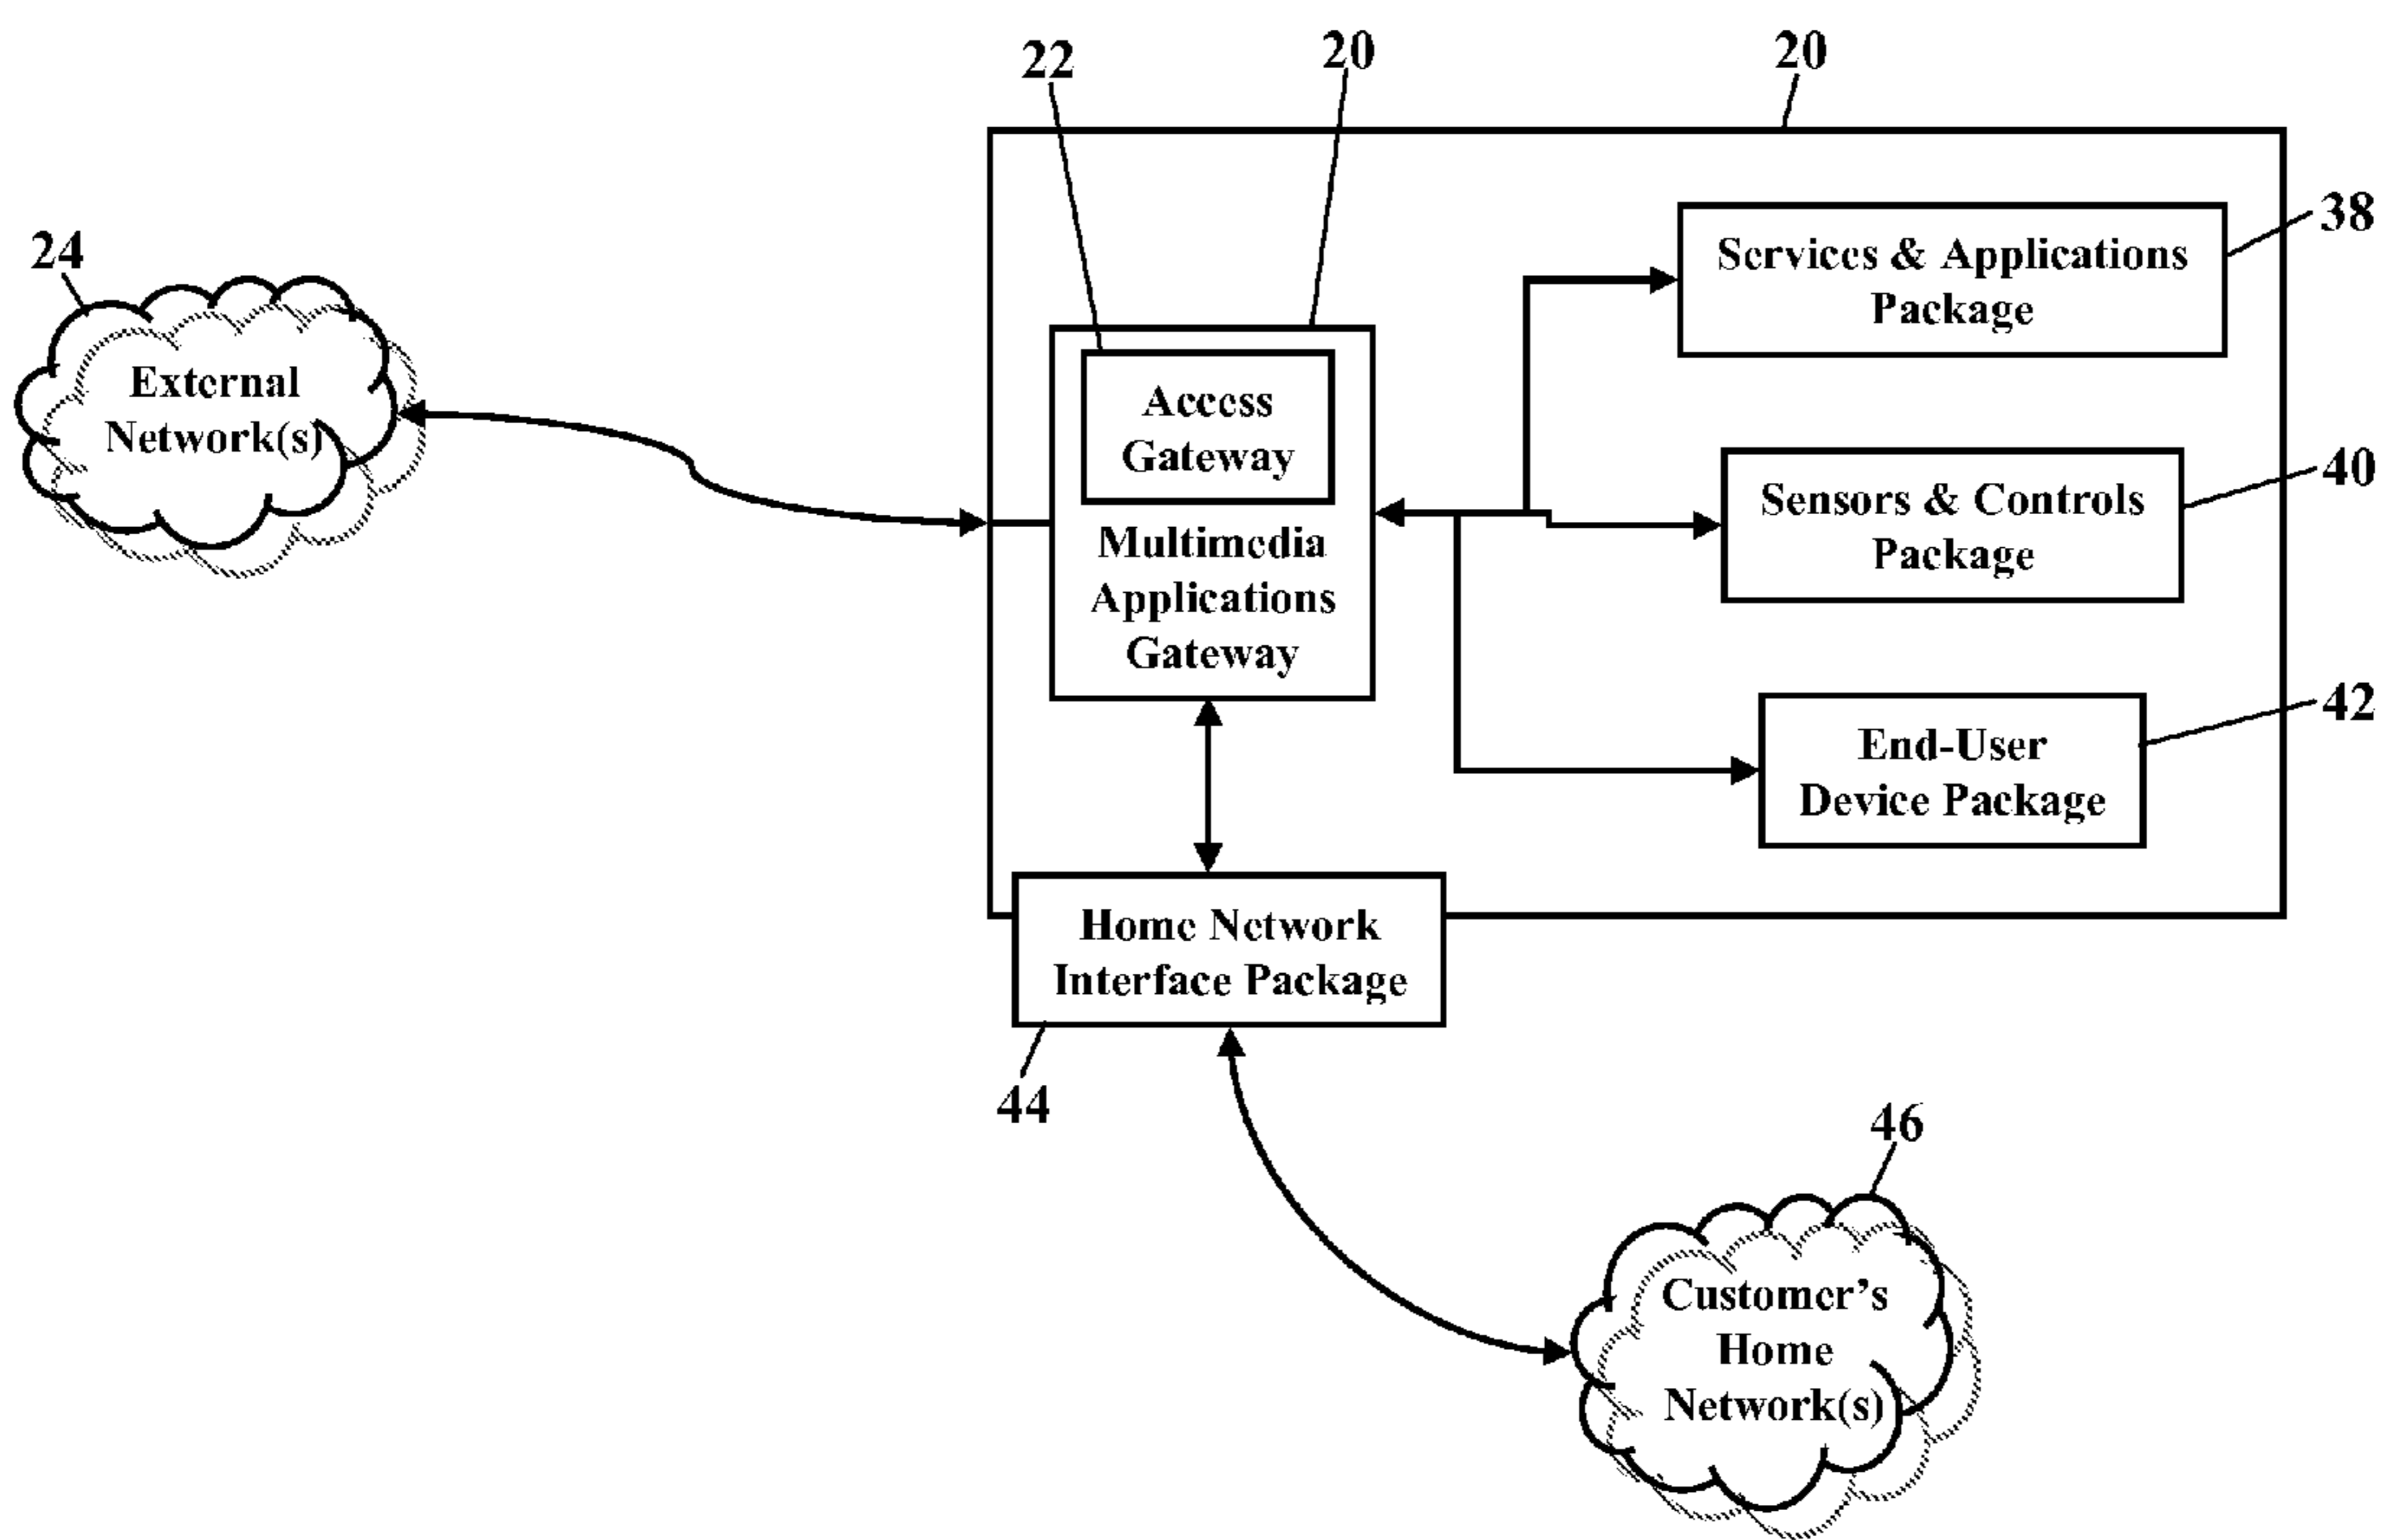 22
20
20
38
Services & Applications
Package
24
External
Network(s)
Access
Gateway
Multimedia
Applications
Gateway
40
Sensors & Controls
Package
42
End-User
Device Package
Home Network
Interface Package
44
46
Customer's
Home
Network(s)